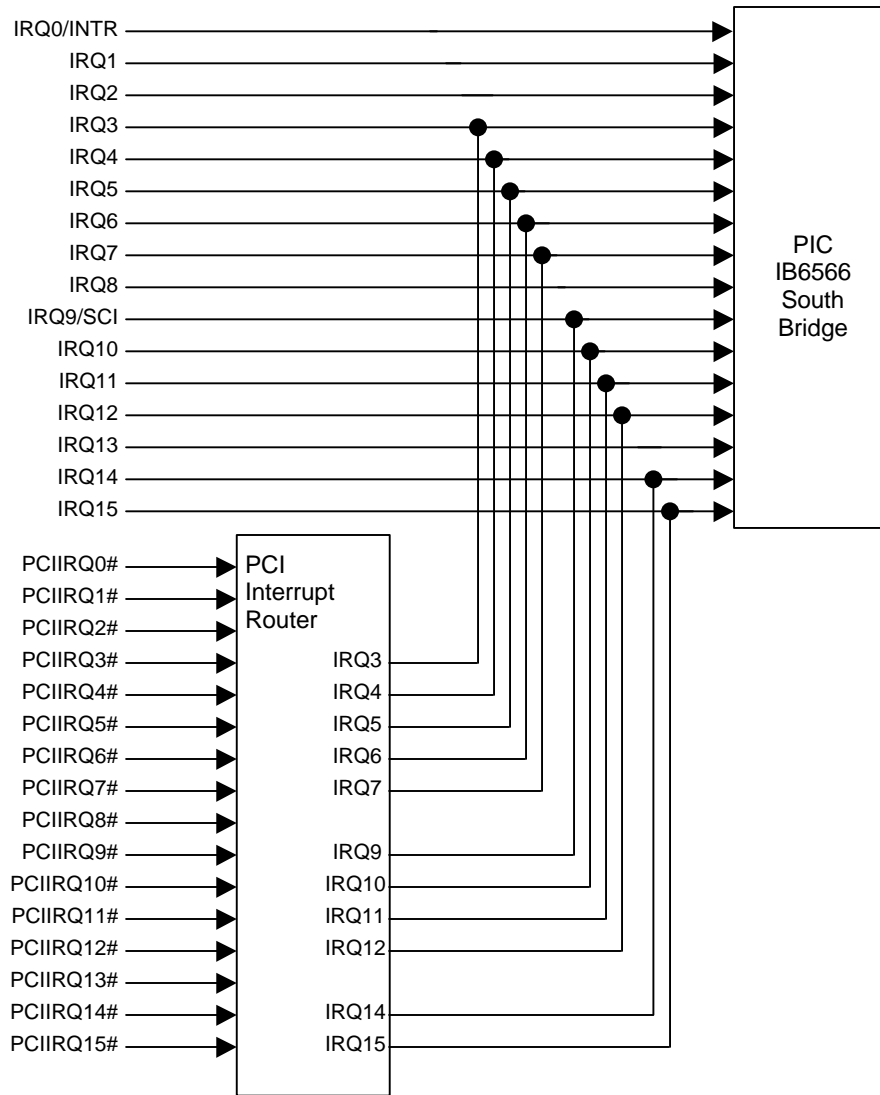 IRQ0/INTR
IRQ1
IRQ2
IRQ3
IRQ4
IRQ5
IRQ6
IRQ7
IRQ8
IRQ9/SCI
IRQ10
IRQ11
IRQ12
IRQ13
IRQ14
IRQ15
PIC
IB6566
South
Bridge
PCIIRQ0#
PCIIRQ1#
PCIIRQ2#
PCIIRQ3#
PCIIRQ4#
PCIIRQ5#
PCIIRQ6#
PCIIRQ7#
PCIIRQ8#
PCIIRQ9#
PCIIRQ10#
PCIIRQ11#
PCIIRQ12#
PCIIRQ13#
PCIIRQ14#
PCIIRQ15#
PCI
Interrupt
Router
IRQ3
IRQ4
IRQ5
IRQ6
IRQ7
IRQ9
IRQ10
IRQ11
IRQ12
IRQ14
IRQ15